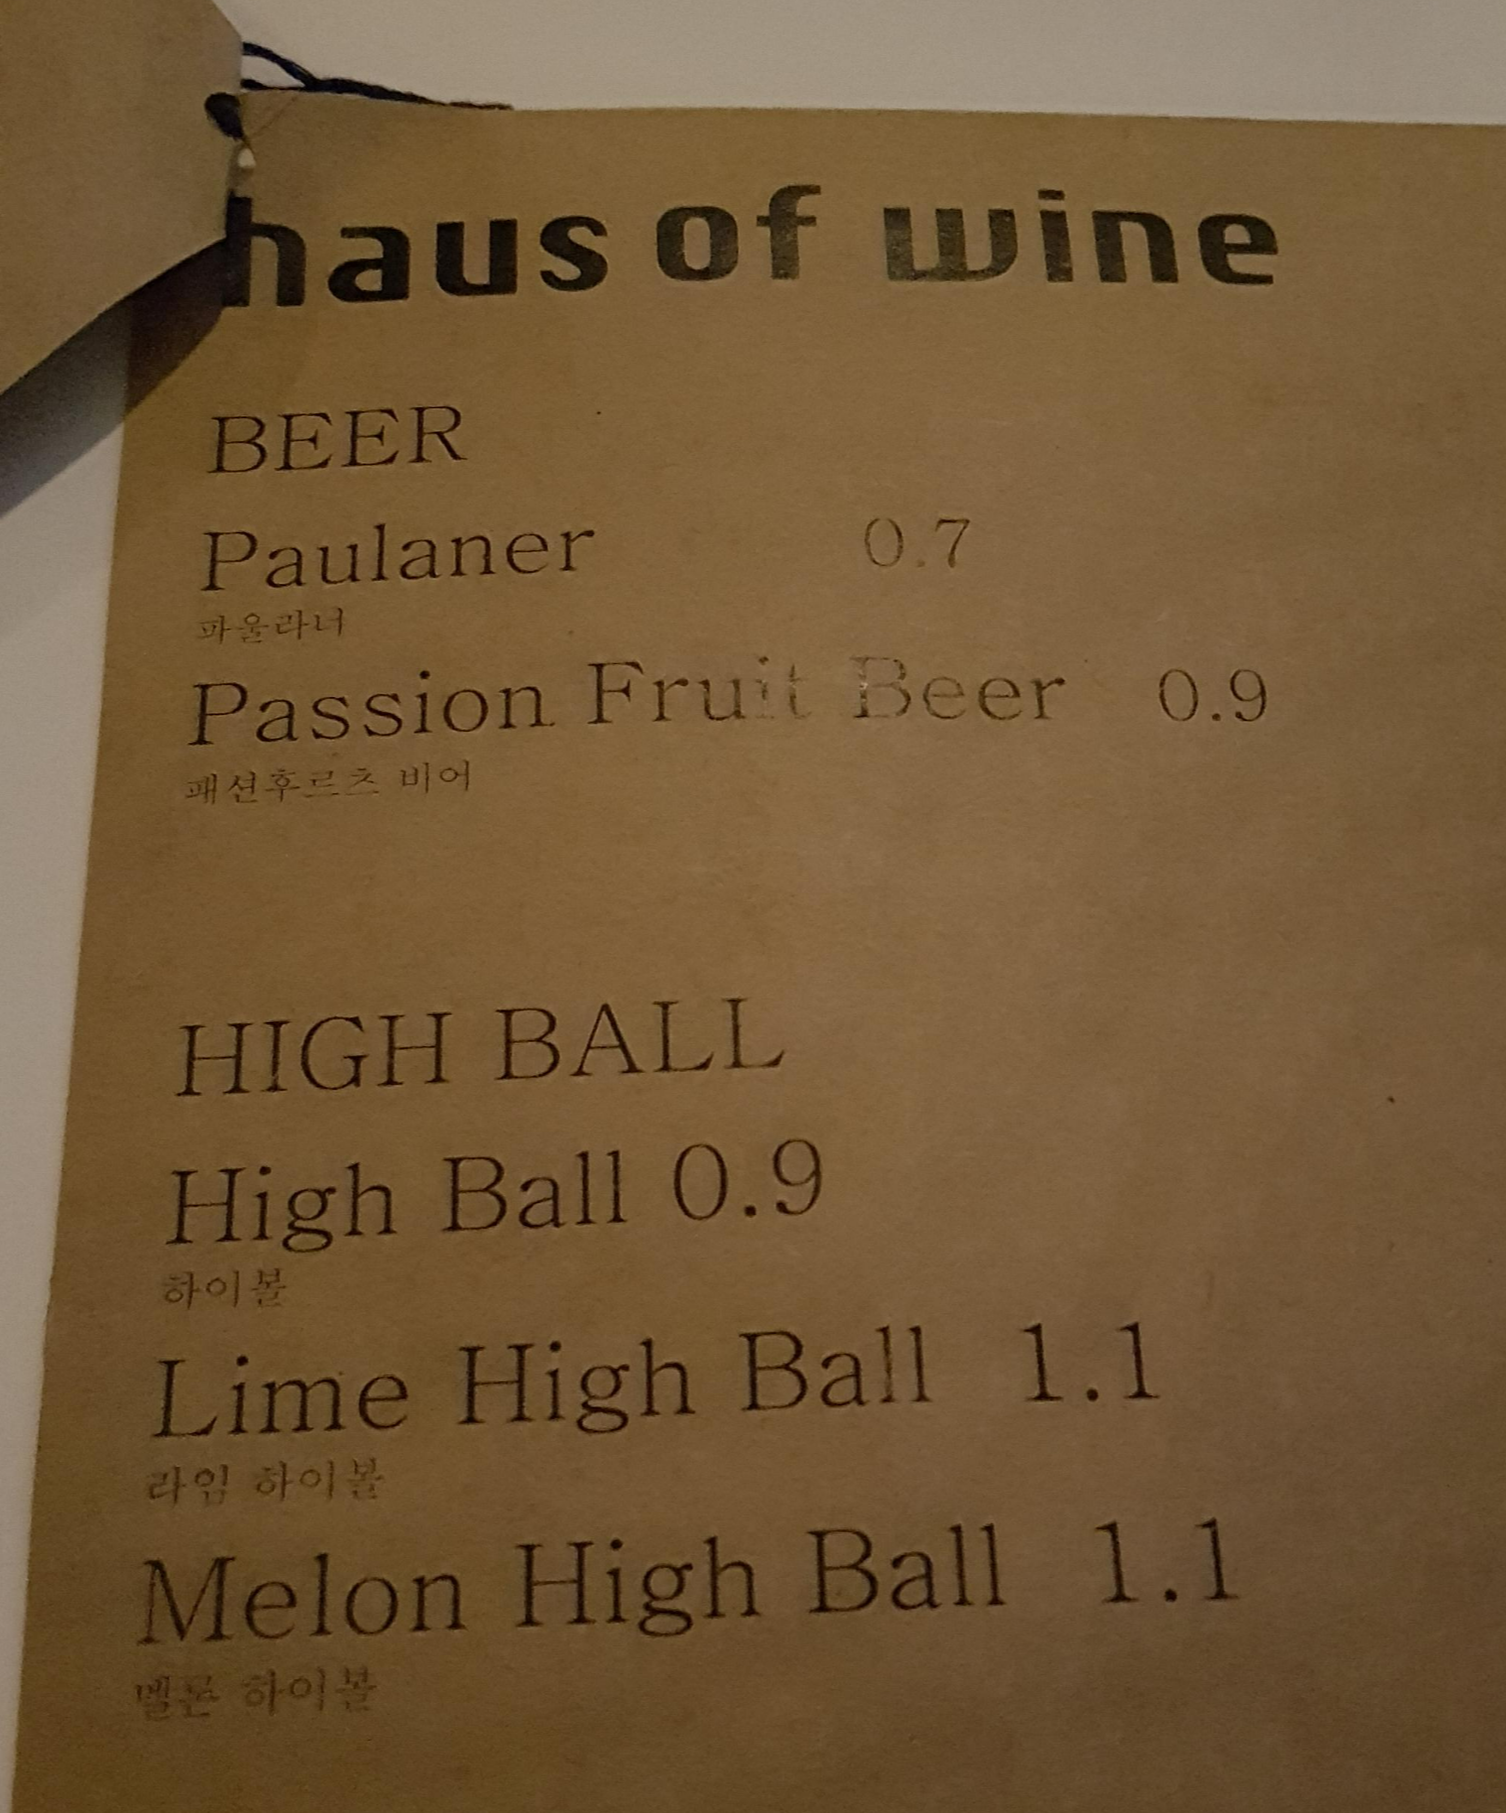 haus of wine
BEER
Paulaner 0.7
파울라너
Passion Fruit Beer 0.9
패션후르츠 비어
HIGH BALL
High Ball 0.9
하이볼
Lime High Ball 1.1
라임 하이볼
Melon High Ball 1.1
멜론 하이볼